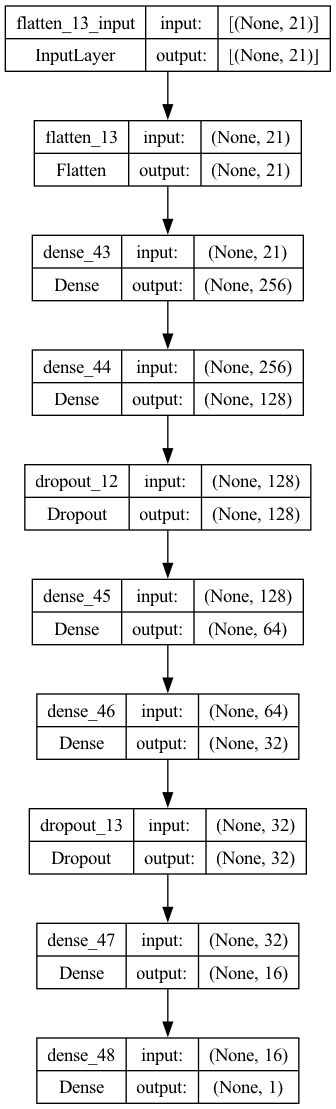 flatten_13_input input: [(None, 21)]
InputLayer output: [(None, 21)]
flatten_13 input: (None, 21)
Flatten output: (None, 21)
dense_43 input: (None, 21)
Dense output: (None, 256)
dense_44 input: (None, 256)
Dense output: (None, 128)
dropout_12 input: (None, 128)
Dropout output: (None, 128)
dense_45 input: (None, 128)
Dense output: (None, 64)
dense_46 input: (None, 64)
Dense output: (None, 32)
dropout_13 input: (None, 32)
Dropout output: (None, 32)
dense_47 input: (None, 32)
Dense output: (None, 16)
dense_48 input: (None, 16)
Dense output: (None, 1)